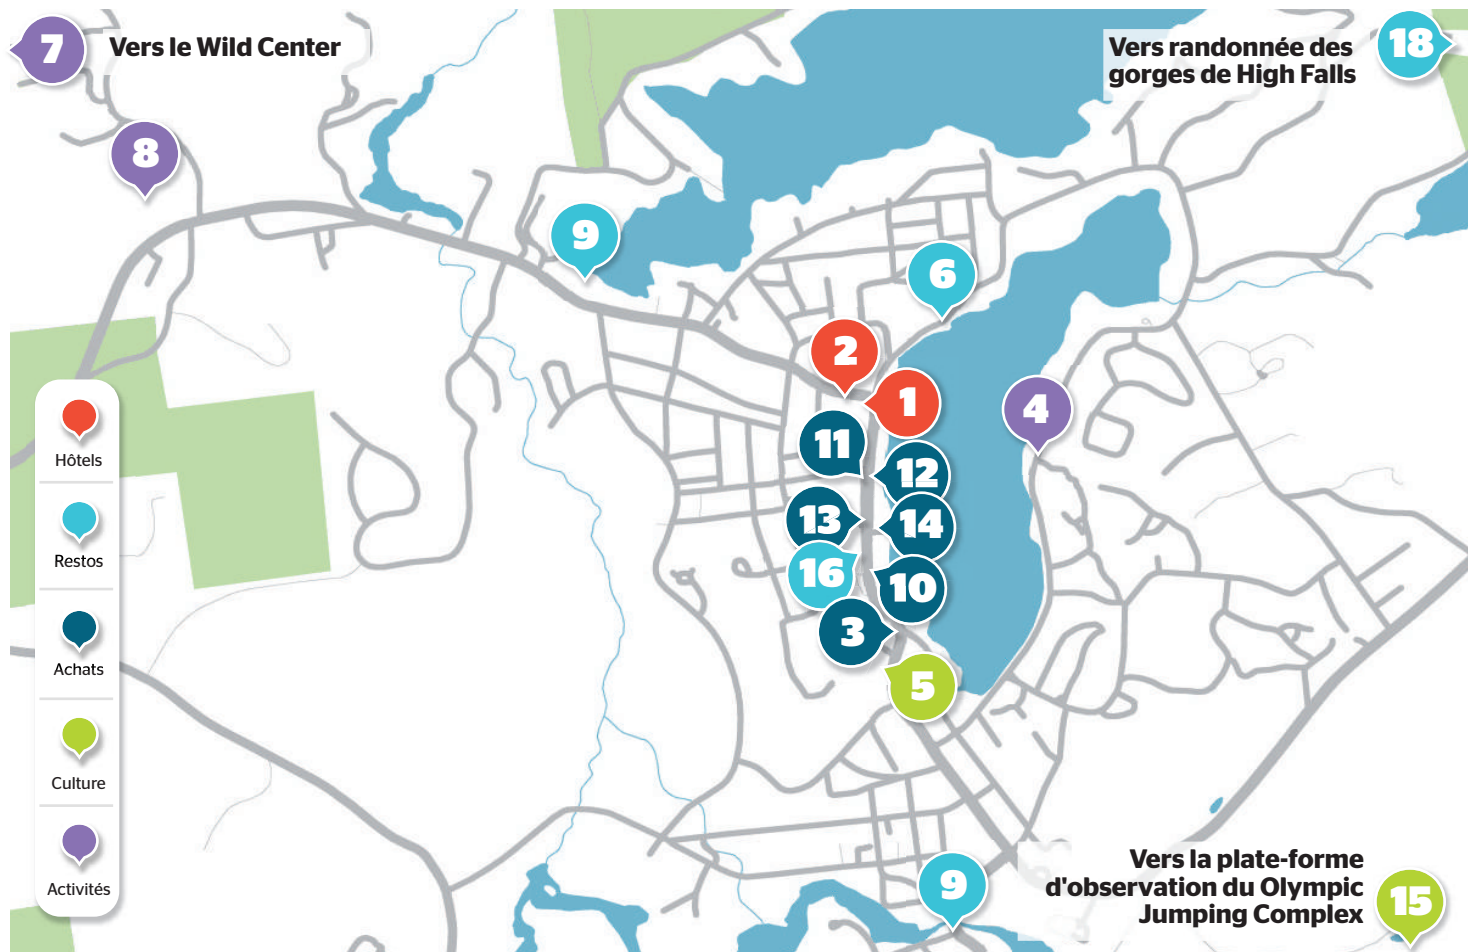 7
Vers le Wild Center
Vers randonnée des
gorges de High Falls
18
8
9
6
2
1
4
11
12
13
14
16
10
3
5
Hôtels
Restos
Achats
Culture
Activités
9
Vers la plate-forme
d'observation du Olympic
Jumping Complex
15